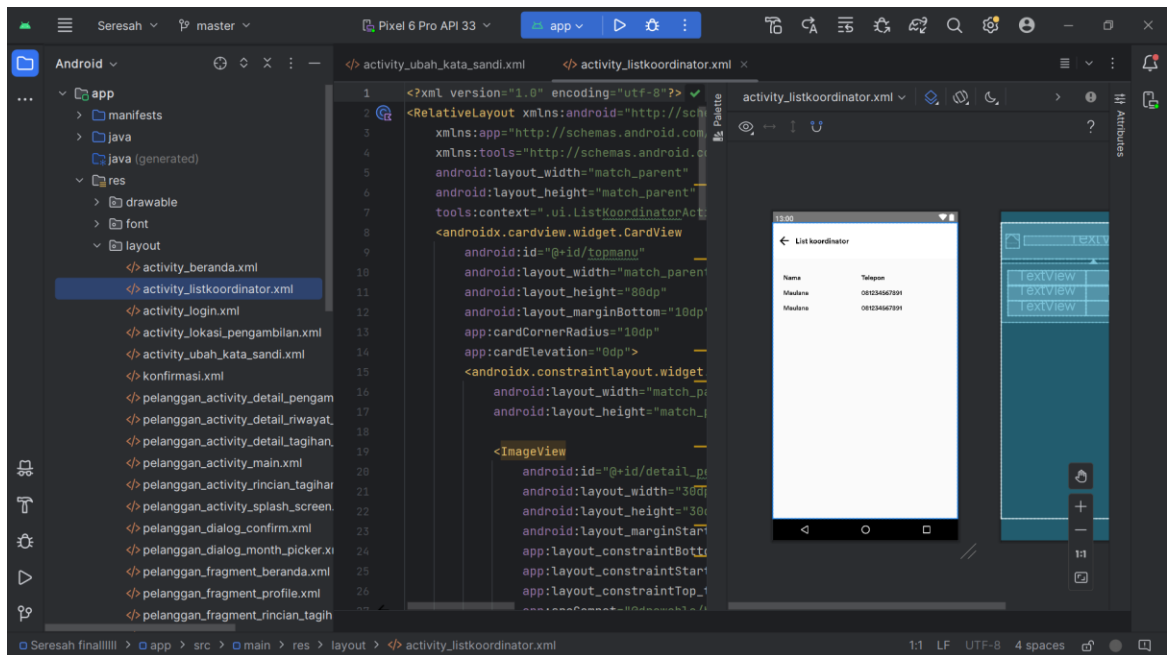 Seresah
master
Pixel 6 Pro API 33
app
Android
activity_ubah_kata_sandi.xml
activity_listkoordinator.xml
app
manifests
java
java (generated)
res
drawable
font
layout
activity_beranda.xml
activity_listkoordinator.xml
activity_login.xml
activity_lokasi_pengambilan.xml
activity_ubah_kata_sandi.xml
konfirmasi.xml
pelanggan_activity_detail_pengam
pelanggan_activity_detail_riwayat_
pelanggan_activity_detail_tagihan_
pelanggan_activity_main.xml
pelanggan_activity_rincian_tagihar
pelanggan_activity_splash_screen.
pelanggan_dialog_confirm.xml
pelanggan_dialog_month_picker.x
pelanggan_fragment_beranda.xml
pelanggan_fragment_profile.xml
pelanggan_fragment_rincian_tagih
1 <?xml version="1.0" encoding="utf-8"?>
2 <RelativeLayout xmlns:android="http://sch
3 xmlns:app="http://schemas.android.com
4 xmlns:tools="http://schemas.android.c
5 android:layout_width="match_parent"
6 android:layout_height="match_parent"
7 tools:context=".ui.ListKoordinatorAct
8 <androidx.cardview.widget.CardView
9 android:id="@+id/topmanu"
10 android:layout_width="match_parent
11 android:layout_height="80dp"
12 android:layout_marginBottom="10dp"
13 app:cardCornerRadius="10dp"
14 app:cardElevation="0dp">
15 <androidx.constraintlayout.widget
16 android:layout_width="match_pa
17 android:layout_height="match_p
18
19 <ImageView
20 android:id="@+id/detail_pe
21 android:layout_width="30dp
22 android:layout_height="30d
23 android:layout_marginStart
24 app:layout_constraintBotto
25 app:layout_constraintStart
26 app:layout_constraintTop_t
Palette
activity_listkoordinator.xml
?
Attributes
13:00
List koordinator
Nama Telepon
Maulana 081234567891
Maulana 081234567891
TextV
TextView
TextView
TextView
1:1
Seresah finalllllll > app > src > main > res > layout > activity_listkoordinator.xml
1:1 LF UTF-8 4 spaces